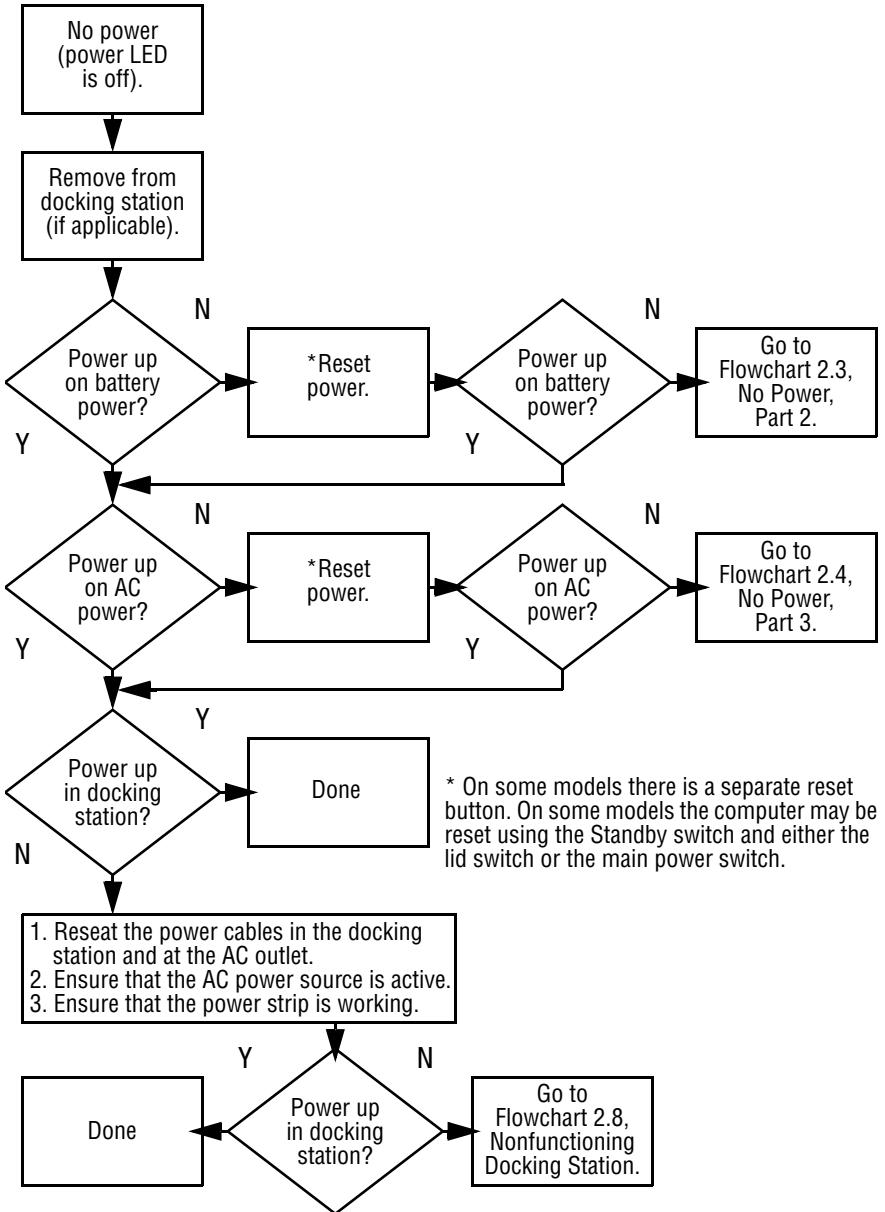 No power
(power LED
is off).
Remove from
docking station
(if applicable).
N
Power up
on battery
power?
Y
*Reset
power.
N
Power up
on battery
power?
Y
Go to
Flowchart 2.3,
No Power,
Part 2.
N
Power up
on AC
power?
Y
*Reset
power.
N
Power up
on AC
power?
Y
Go to
Flowchart 2.4,
No Power,
Part 3.
Y
Power up
in docking
station?
N
Done
* On some models there is a separate reset
button. On some models the computer may be
reset using the Standby switch and either the
lid switch or the main power switch.
1. Reseat the power cables in the docking
station and at the AC outlet.
2. Ensure that the AC power source is active.
3. Ensure that the power strip is working.
Y
N
Done
Power up
in docking
station?
Go to
Flowchart 2.8,
Nonfunctioning
Docking Station.